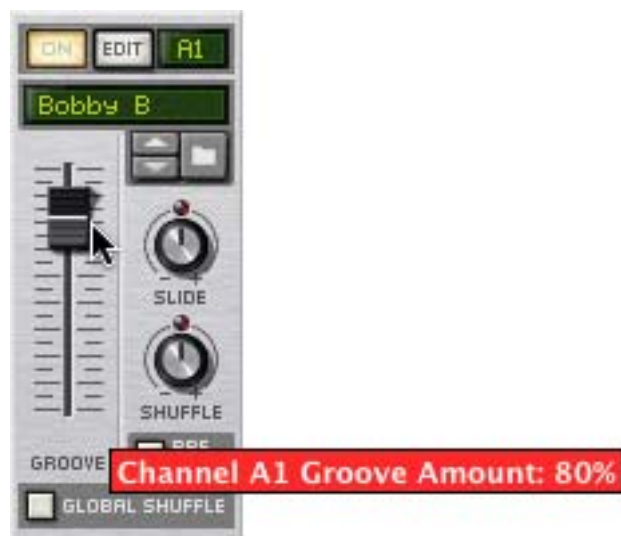 ON EDIT A1
Bobby B
- +
SLIDE
- +
SHUFFLE
GROOVE
Channel A1 Groove Amount: 80%
GLOBAL SHUFFLE